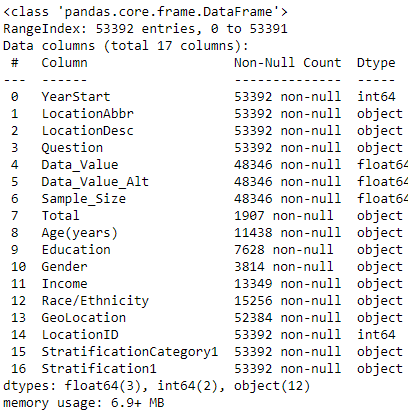 <class 'pandas.core.frame.DataFrame'>
RangeIndex: 53392 entries, 0 to 53391
Data columns (total 17 columns):
 #   Column                   Non-Null Count  Dtype
---  ------                   --------------  -----
 0   YearStart                53392 non-null  int64
 1   LocationAbbr             53392 non-null  object
 2   LocationDesc             53392 non-null  object
 3   Question                 53392 non-null  object
 4   Data_Value               48346 non-null  float64
 5   Data_Value_Alt           48346 non-null  float64
 6   Sample_Size              48346 non-null  float64
 7   Total                    1907 non-null   object
 8   Age(years)               11438 non-null  object
 9   Education                7628 non-null   object
 10  Gender                   3814 non-null   object
 11  Income                   13349 non-null  object
 12  Race/Ethnicity           15256 non-null  object
 13  GeoLocation              52384 non-null  object
 14  LocationID               53392 non-null  int64
 15  StratificationCategory1  53392 non-null  object
 16  Stratification1          53392 non-null  object
dtypes: float64(3), int64(2), object(12)
memory usage: 6.9+ MB